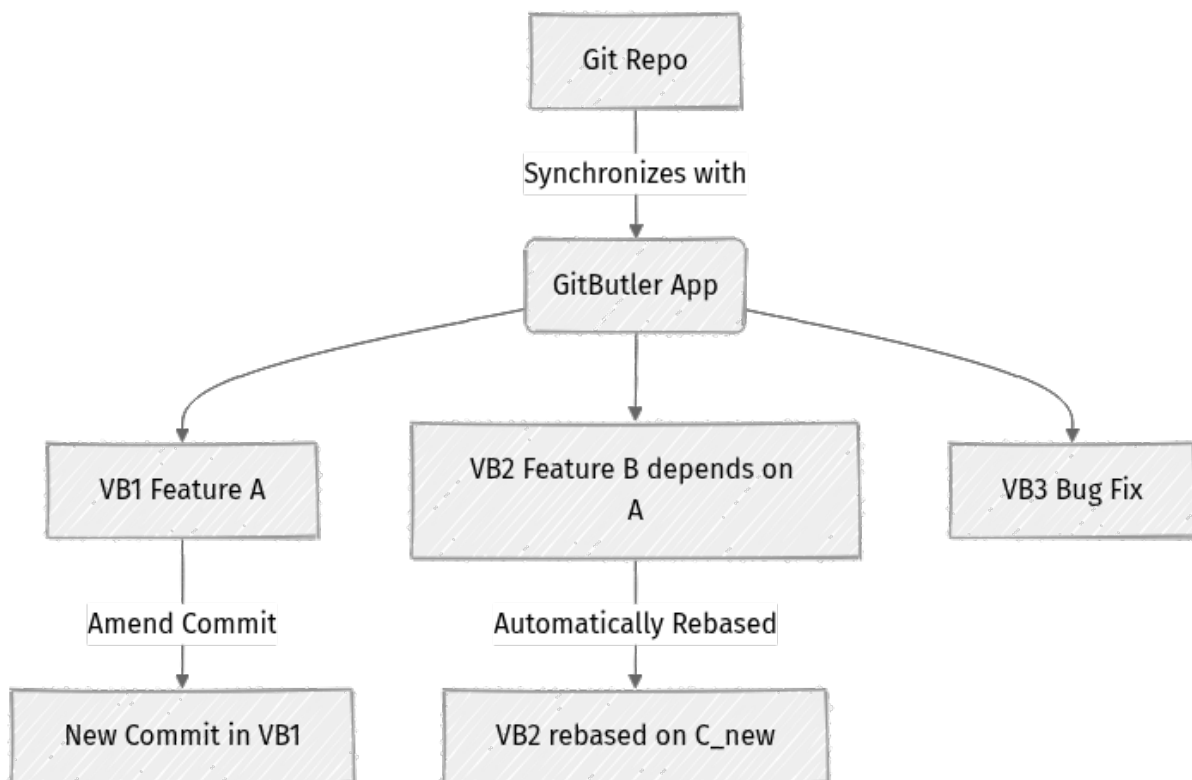 Git Repo
Synchronizes with
GitButler App
VB1 Feature A
VB2 Feature B depends on
A
VB3 Bug Fix
Amend Commit
Automatically Rebased
New Commit in VB1
VB2 rebased on C_new